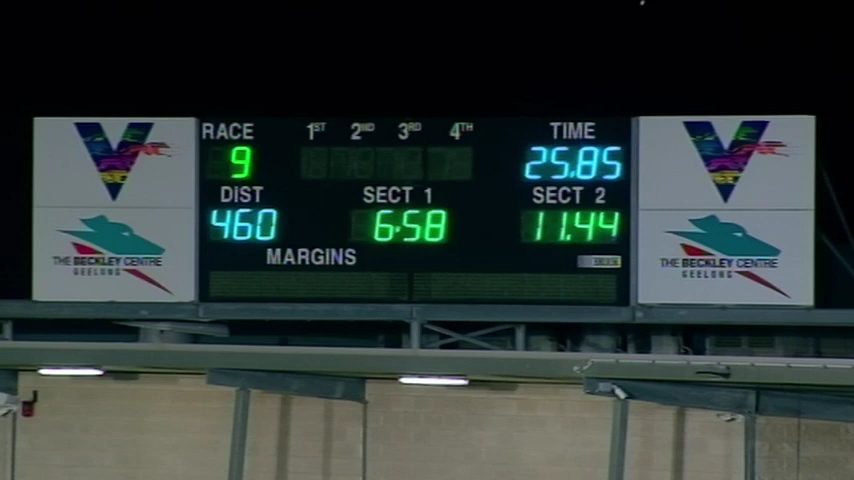 RACE 1ST 2ND 3RD 4TH TIME
9 25.85
DIST SECT 1 SECT 2
460 6.58 11.44
MARGINS
V
THE BECKLEY CENTRE
GEELONG
V
THE BECKLEY CENTRE
GEELONG